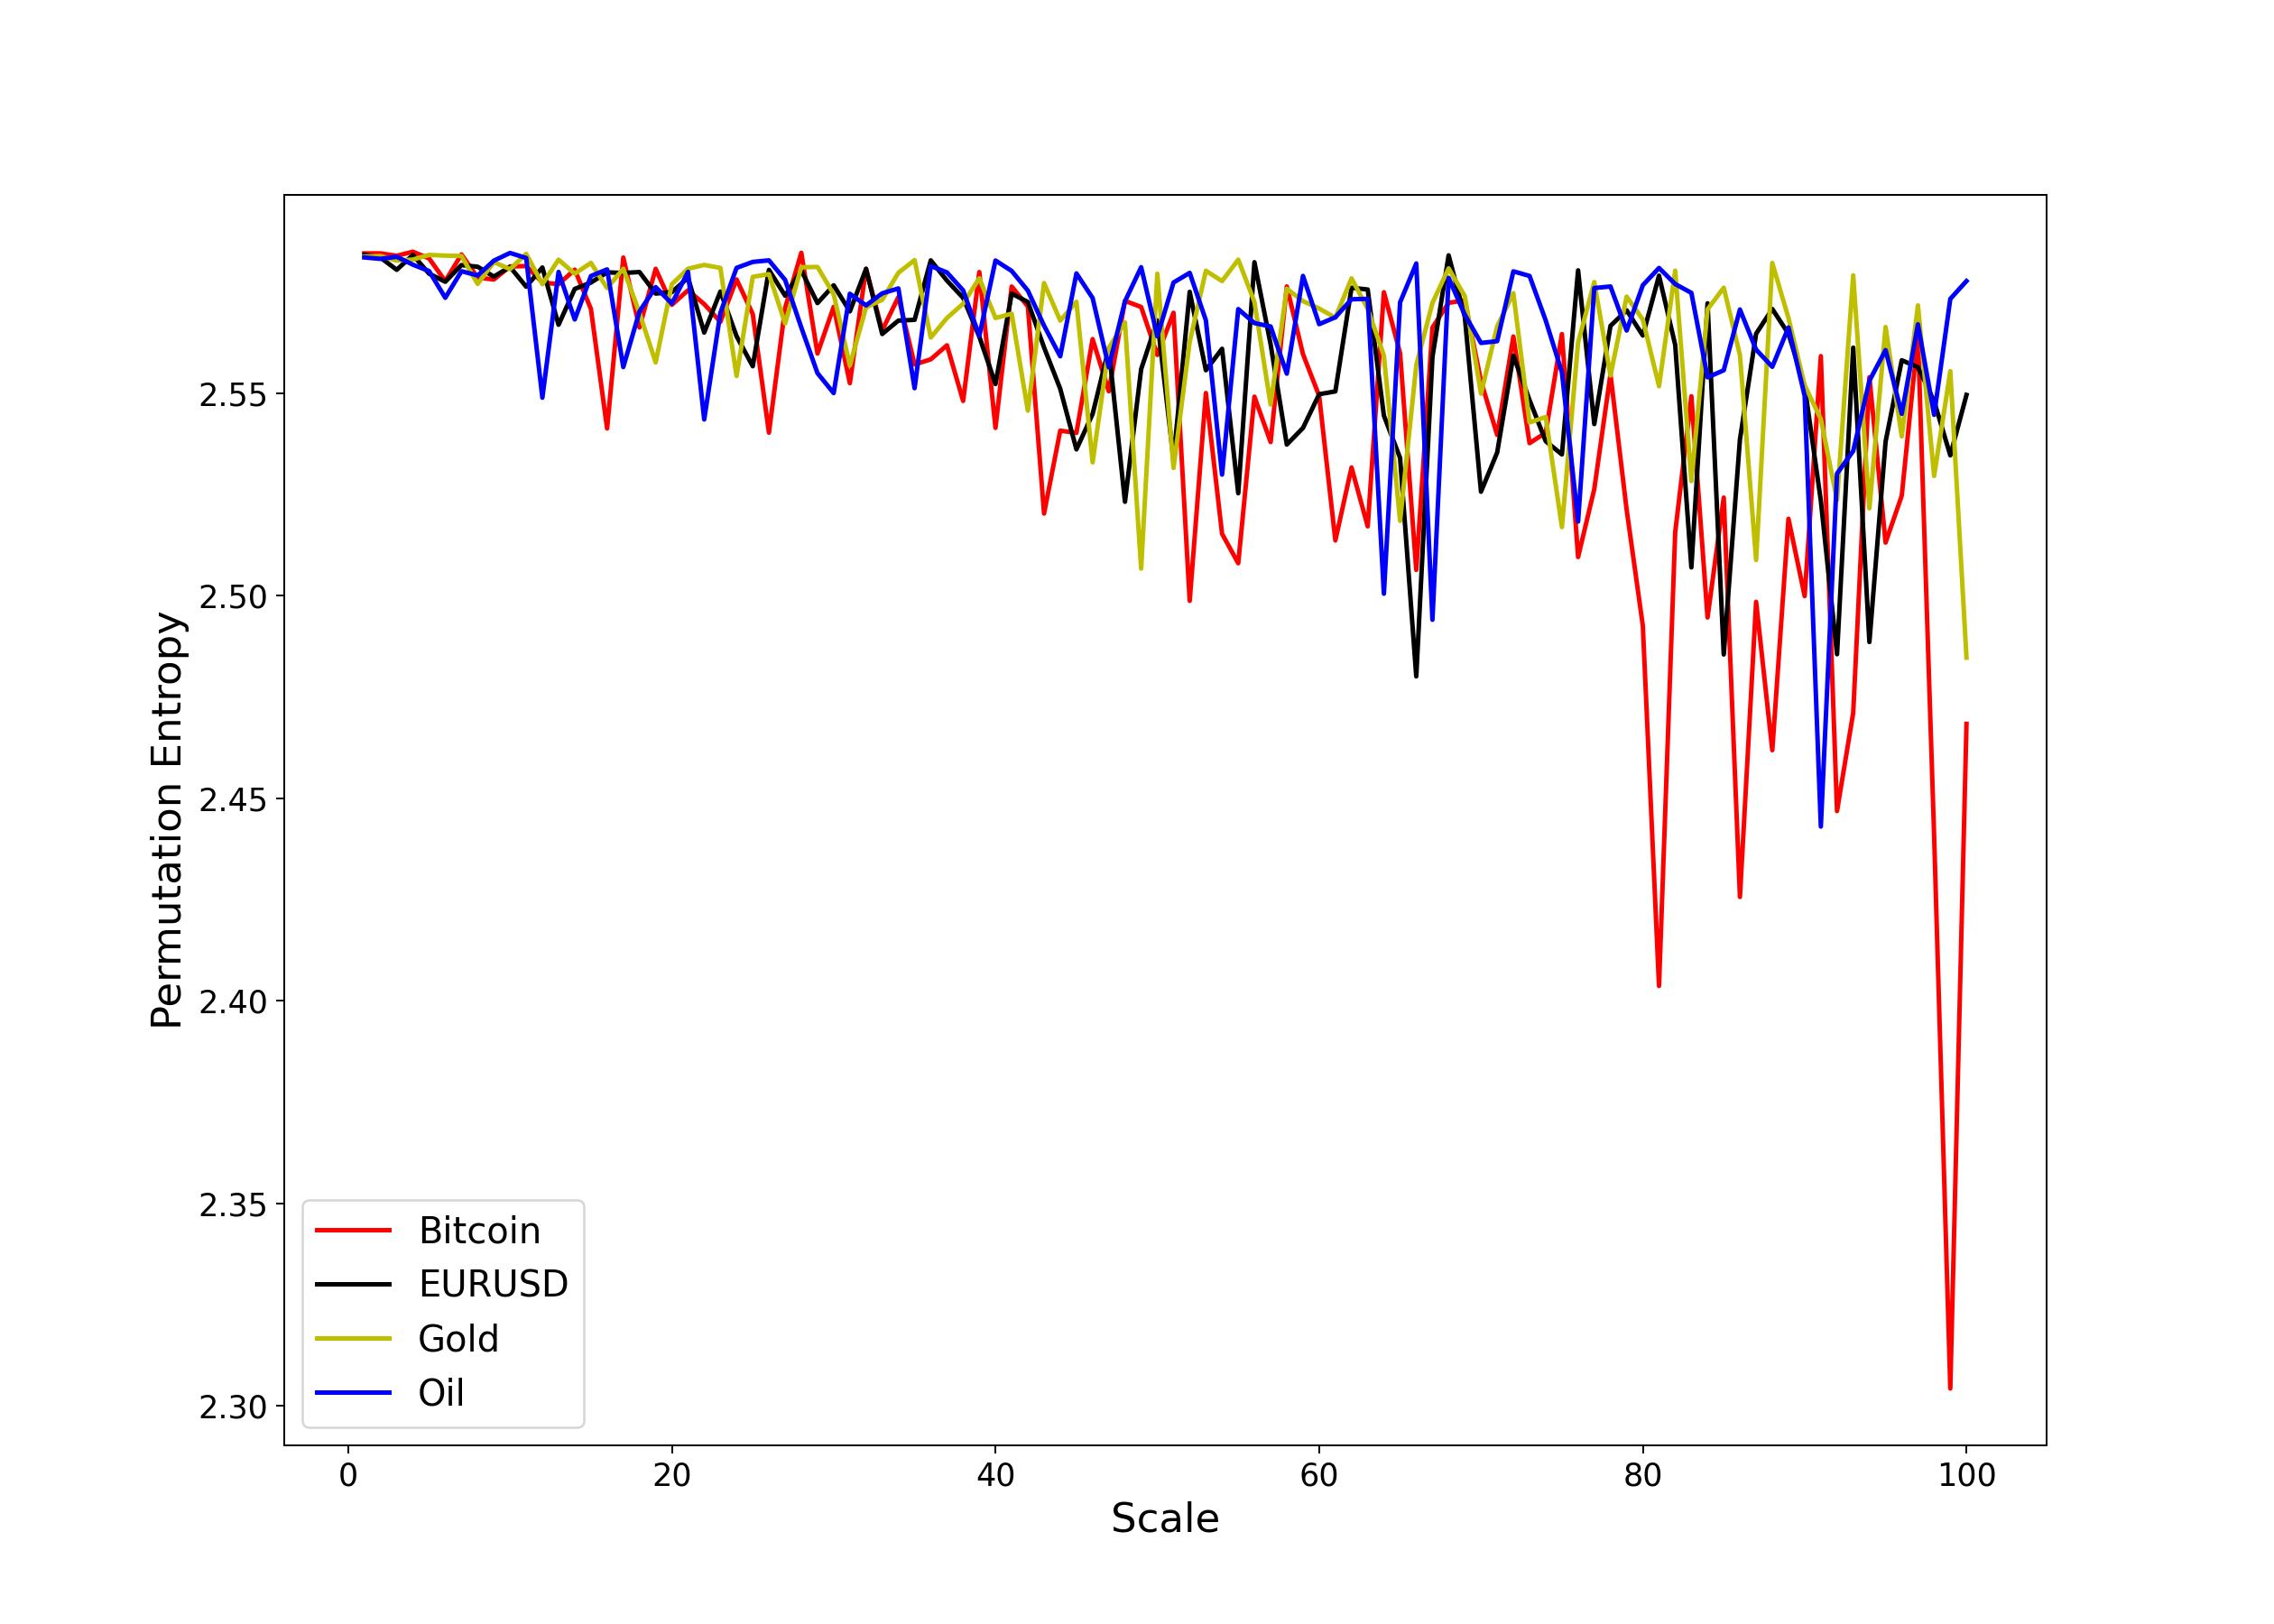 Permutation Entropy
2.55
2.50
2.45
2.40
2.35
2.30
Bitcoin
EURUSD
Gold
Oil
0 20 40 60 80 100
Scale